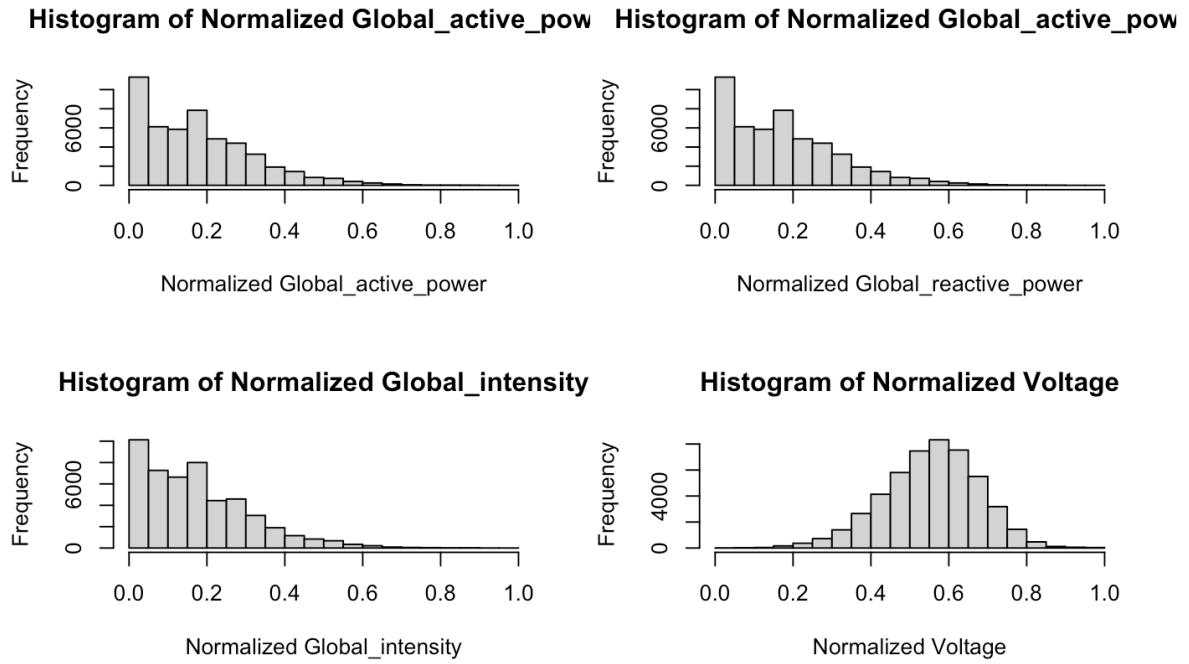 Histogram of Normalized Global_active_pow
Frequency
0
6000
0.0 0.2 0.4 0.6 0.8 1.0
Normalized Global_active_power
Histogram of Normalized Global_active_pow
Frequency
0
6000
0.0 0.2 0.4 0.6 0.8 1.0
Normalized Global_reactive_power
Histogram of Normalized Global_intensity
Frequency
0
6000
0.0 0.2 0.4 0.6 0.8 1.0
Normalized Global_intensity
Histogram of Normalized Voltage
Frequency
0
4000
0.0 0.2 0.4 0.6 0.8 1.0
Normalized Voltage